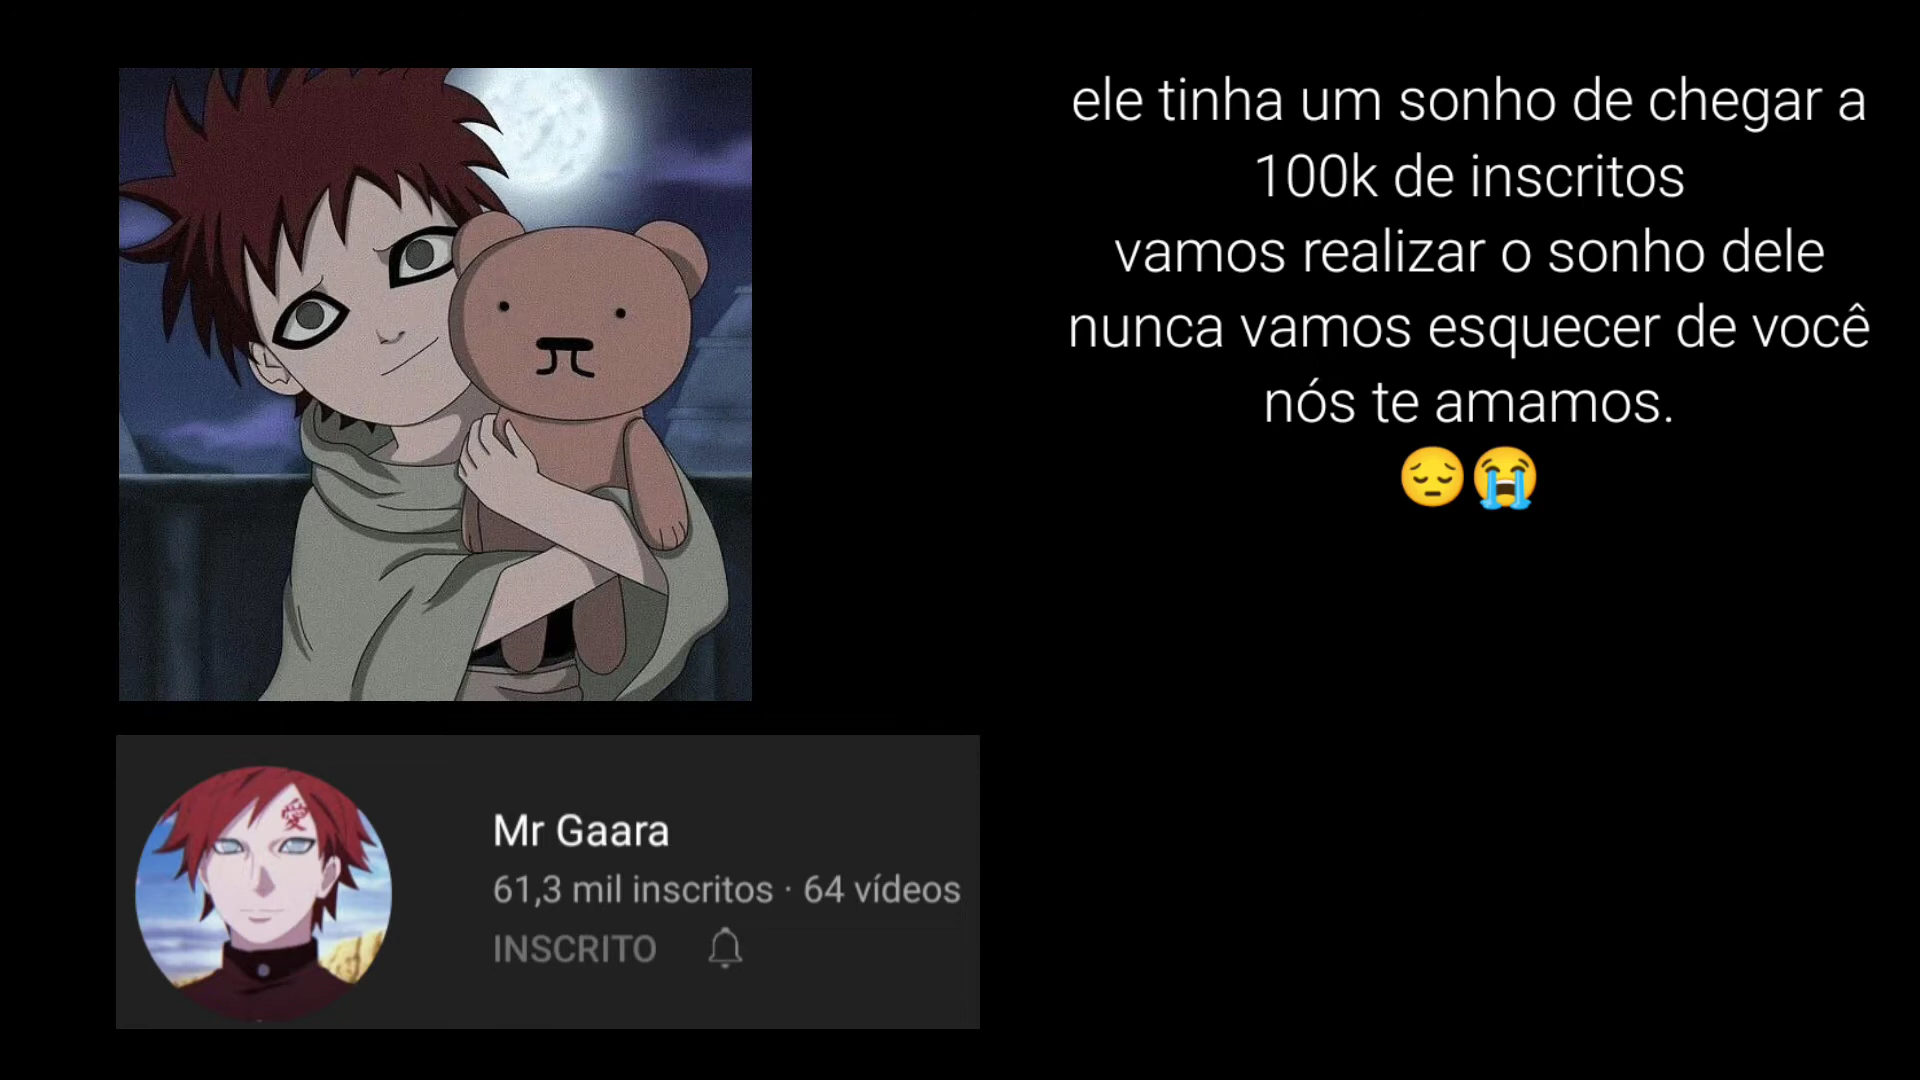 ele tinha um sonho de chegar a
100k de inscritos
vamos realizar o sonho dele
nunca vamos esquecer de você
nós te amamos.
😔😭
Mr Gaara
61,3 mil inscritos · 64 vídeos
INSCRITO
愛